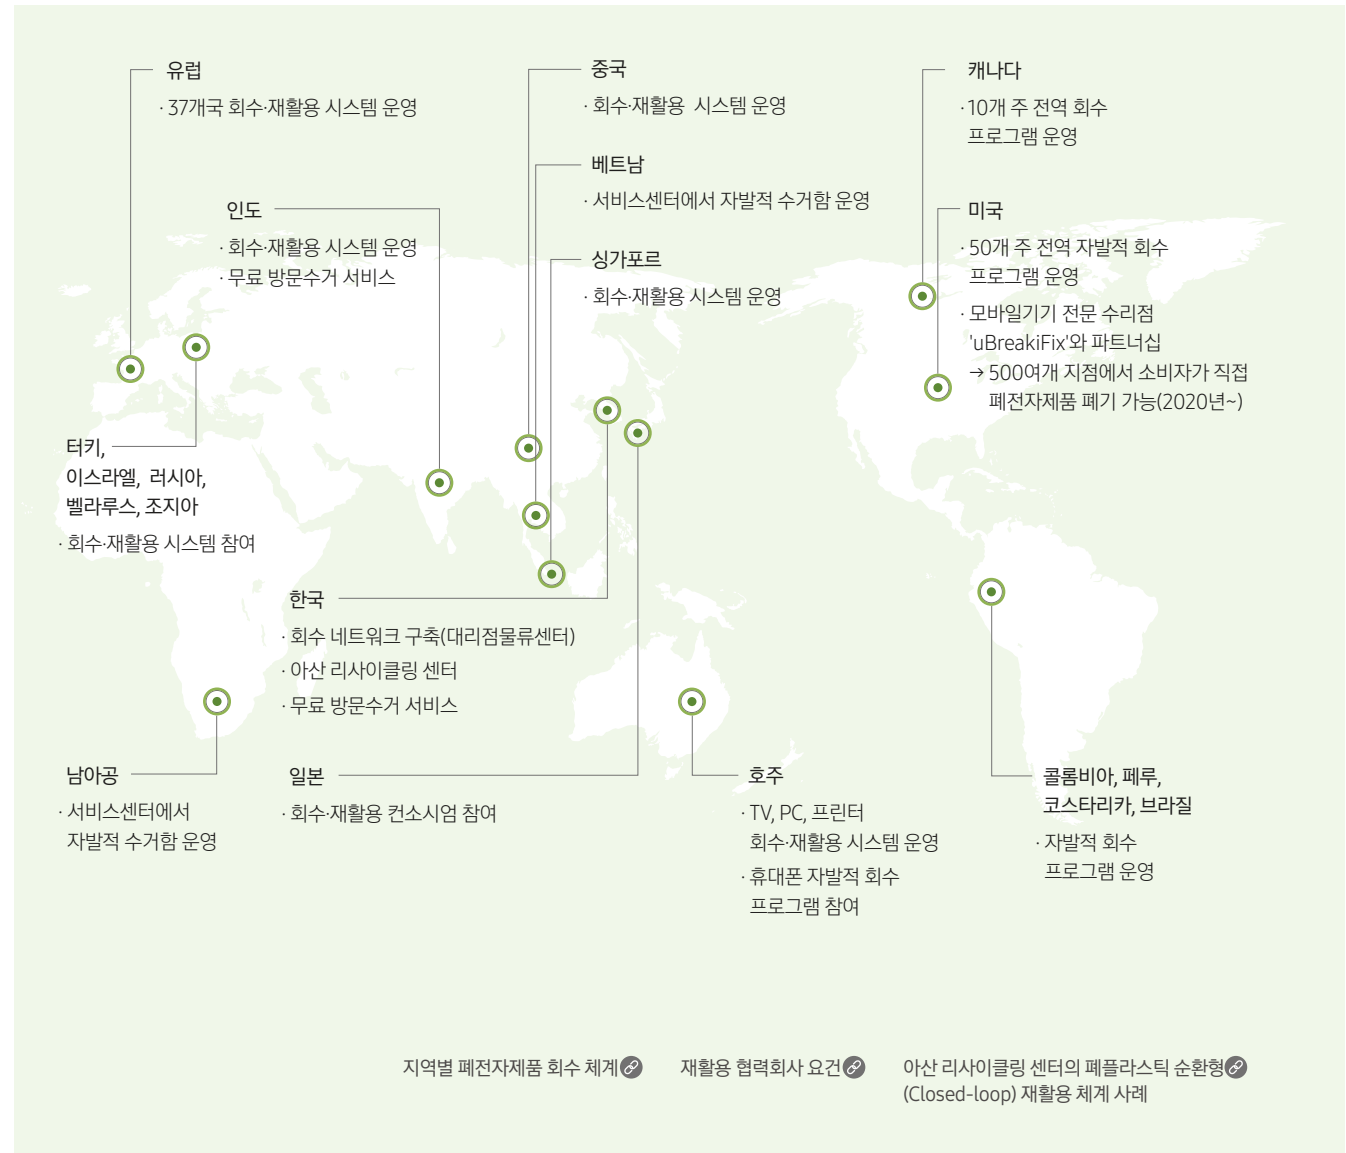 유럽
· 37개국 회수·재활용 시스템 운영
중국
· 회수·재활용 시스템 운영
캐나다
· 10개 주 전역 회수
프로그램 운영
베트남
· 서비스센터에서 자발적 수거함 운영
인도
· 회수·재활용 시스템 운영
· 무료 방문수거 서비스
미국
· 50개 주 전역 자발적 회수
프로그램 운영
· 모바일기기 전문 수리점
'uBreakiFix'와 파트너십
→ 500여개 지점에서 소비자가 직접
폐전자제품 폐기 가능(2020년~)
싱가포르
· 회수·재활용 시스템 운영
터키,
이스라엘, 러시아,
벨라루스, 조지아
· 회수·재활용 시스템 참여
한국
· 회수 네트워크 구축(대리점물류센터)
· 아산 리사이클링 센터
· 무료 방문수거 서비스
남아공
· 서비스센터에서
자발적 수거함 운영
일본
· 회수·재활용 컨소시엄 참여
호주
· TV, PC, 프린터
회수·재활용 시스템 운영
· 휴대폰 자발적 회수
프로그램 참여
콜롬비아, 페루,
코스타리카, 브라질
· 자발적 회수
프로그램 운영
지역별 폐전자제품 회수 체계
재활용 협력회사 요건
아산 리사이클링 센터의 폐플라스틱 순환형
(Closed-loop) 재활용 체계 사례